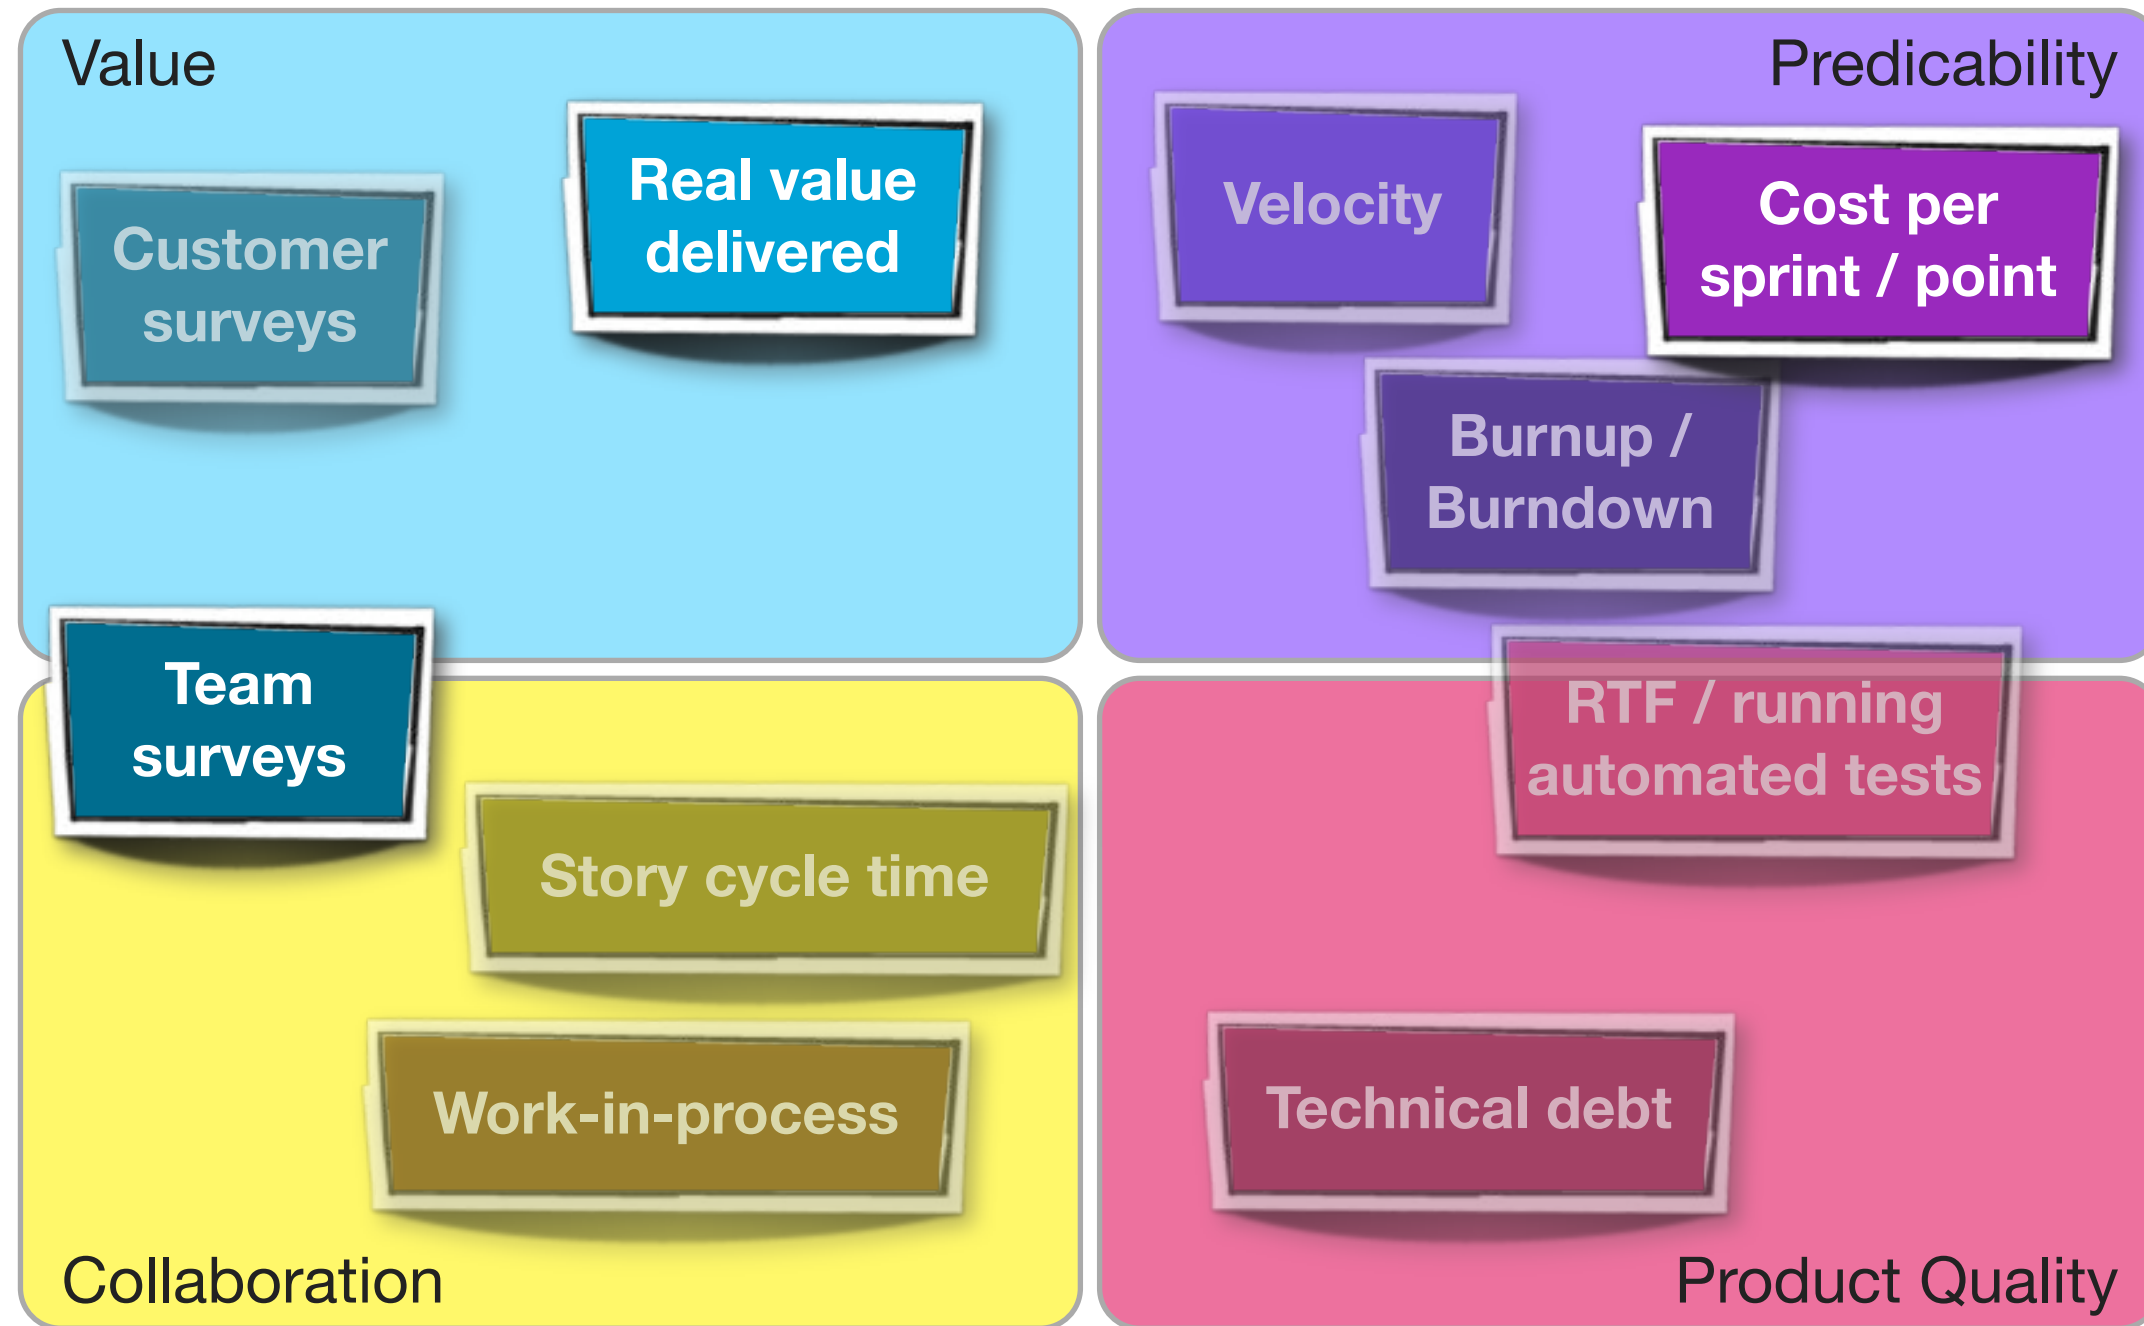 Value
Customer
surveys
Real value
delivered
Predicability
Velocity
Cost per
sprint / point
Burnup /
Burndown
Team
surveys
Story cycle time
Work-in-process
Collaboration
RTF / running
automated tests
Technical debt
Product Quality